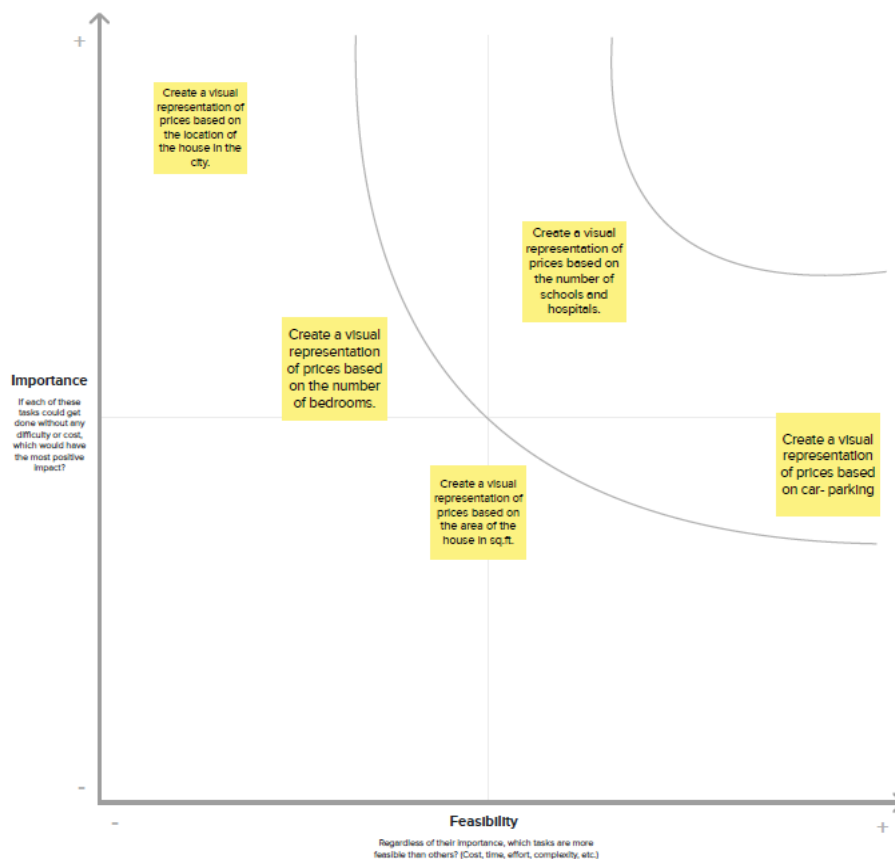 +
Create a visual
representation of
prices based on
the location of
the house in the
city.
Create a visual
representation of
prices based on
the number of
schools and
hospitals.
Create a visual
representation
of prices based
on the number
of bedrooms.
Importance
If each of these
tasks could get
done without any
difficulty or cost,
which would have
the most positive
impact?
Create a visual
representation
of prices based
on car- parking
Create a visual
representation of
prices based on
the area of the
house in sq.ft.
-
-
Feasibility
+
Regardless of their importance, which tasks are more
feasible than others? (Cost, time, effort, complexity, etc.)